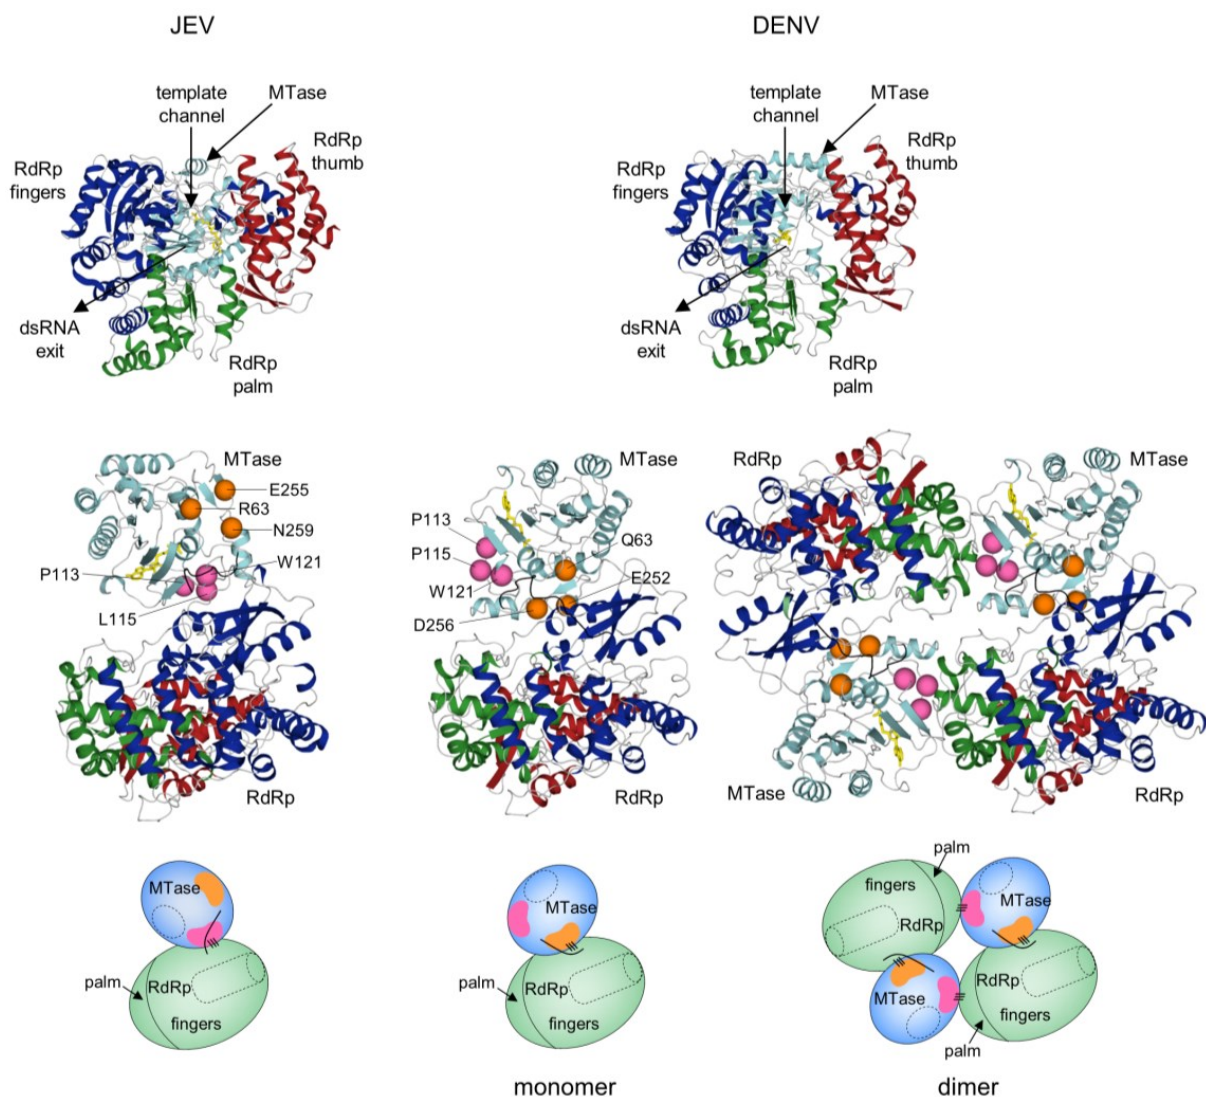 JEV
DENV
template
channel
MTase
RdRp
fingers
RdRp
thumb
dsRNA
exit
RdRp
palm
template
channel
MTase
RdRp
fingers
RdRp
thumb
dsRNA
exit
RdRp
palm
MTase
E255
R63
N259
P113
W121
L115
RdRp
MTase
P113
Q63
P115
W121
E252
D256
RdRp
RdRp
MTase
MTase
RdRp
MTase
palm
RdRp
fingers
MTase
palm
RdRp
fingers
monomer
palm
fingers
RdRp
MTase
MTase
RdRp
fingers
palm
dimer